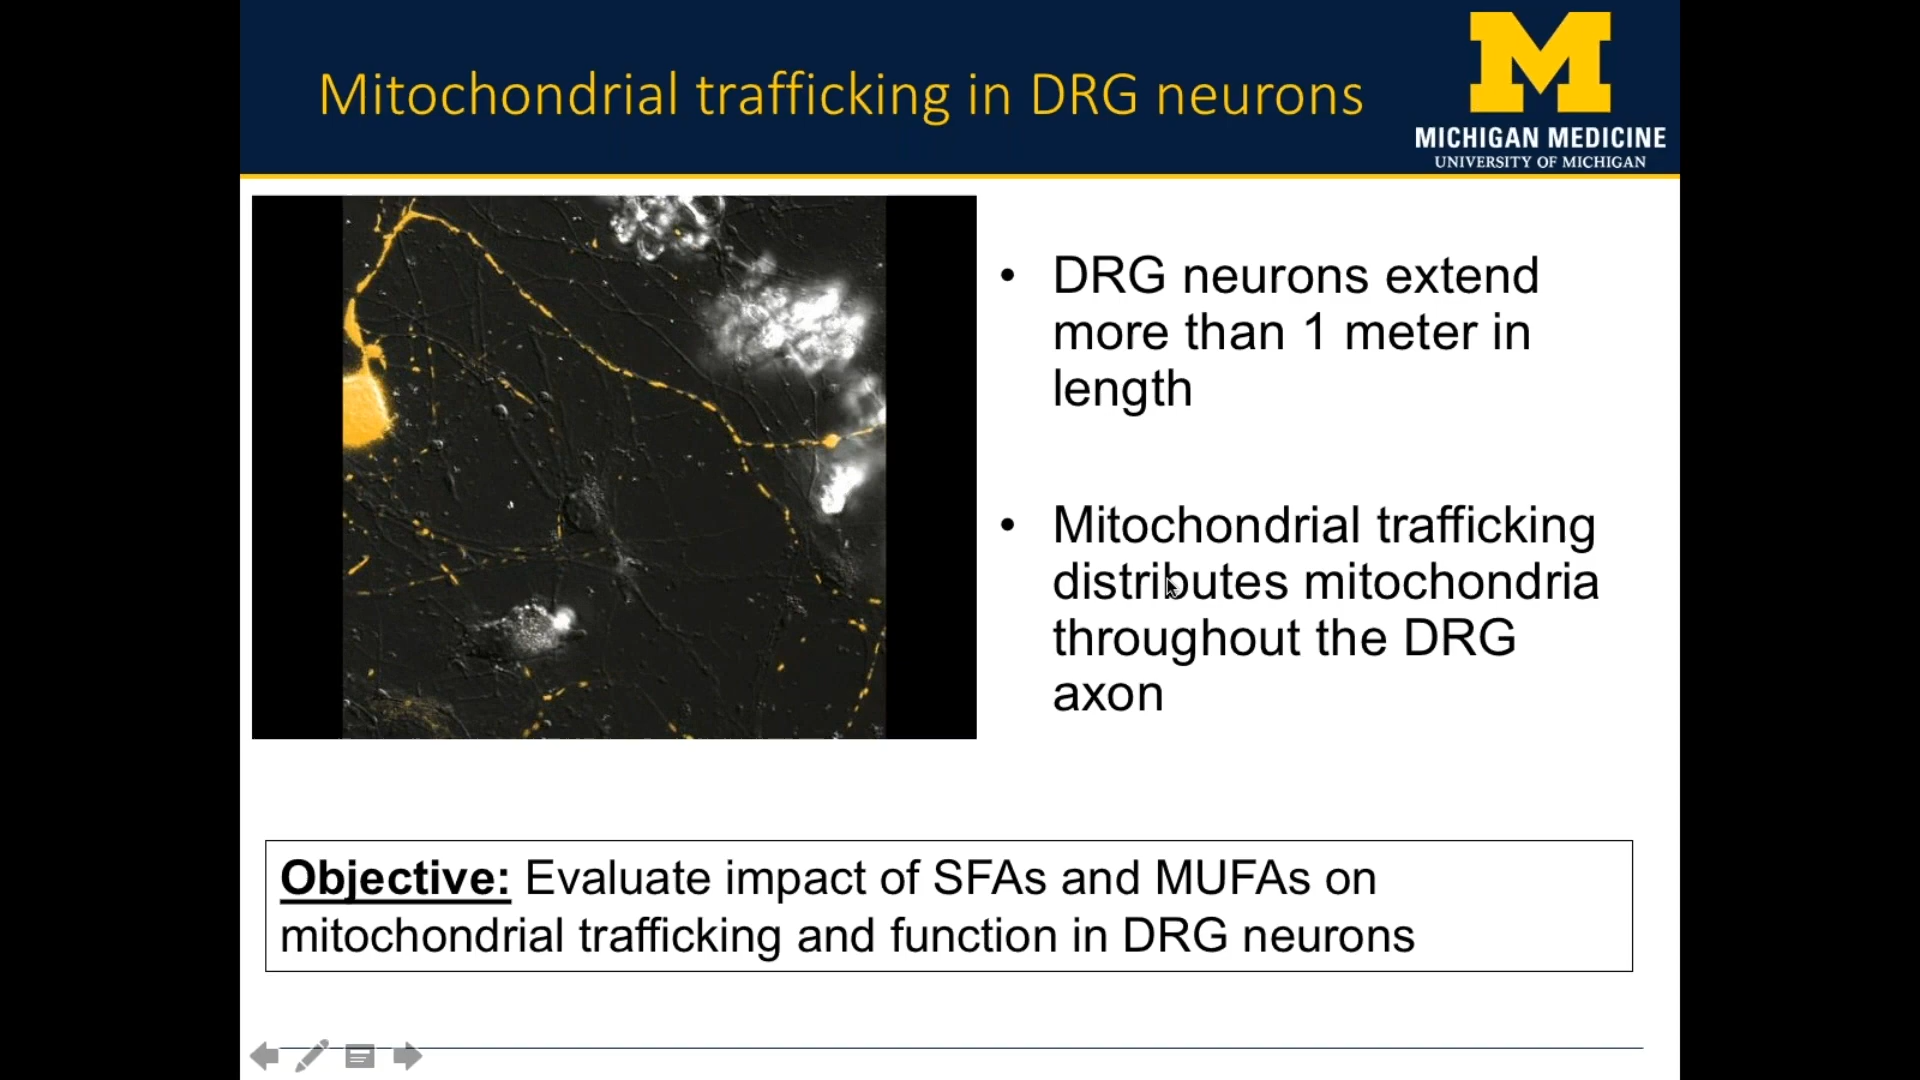 Mitochondrial trafficking in DRG neurons
M
MICHIGAN MEDICINE
UNIVERSITY OF MICHIGAN
• DRG neurons extend
more than 1 meter in
length
• Mitochondrial trafficking
distributes mitochondria
throughout the DRG
axon
Objective: Evaluate impact of SFAs and MUFAs on
mitochondrial trafficking and function in DRG neurons